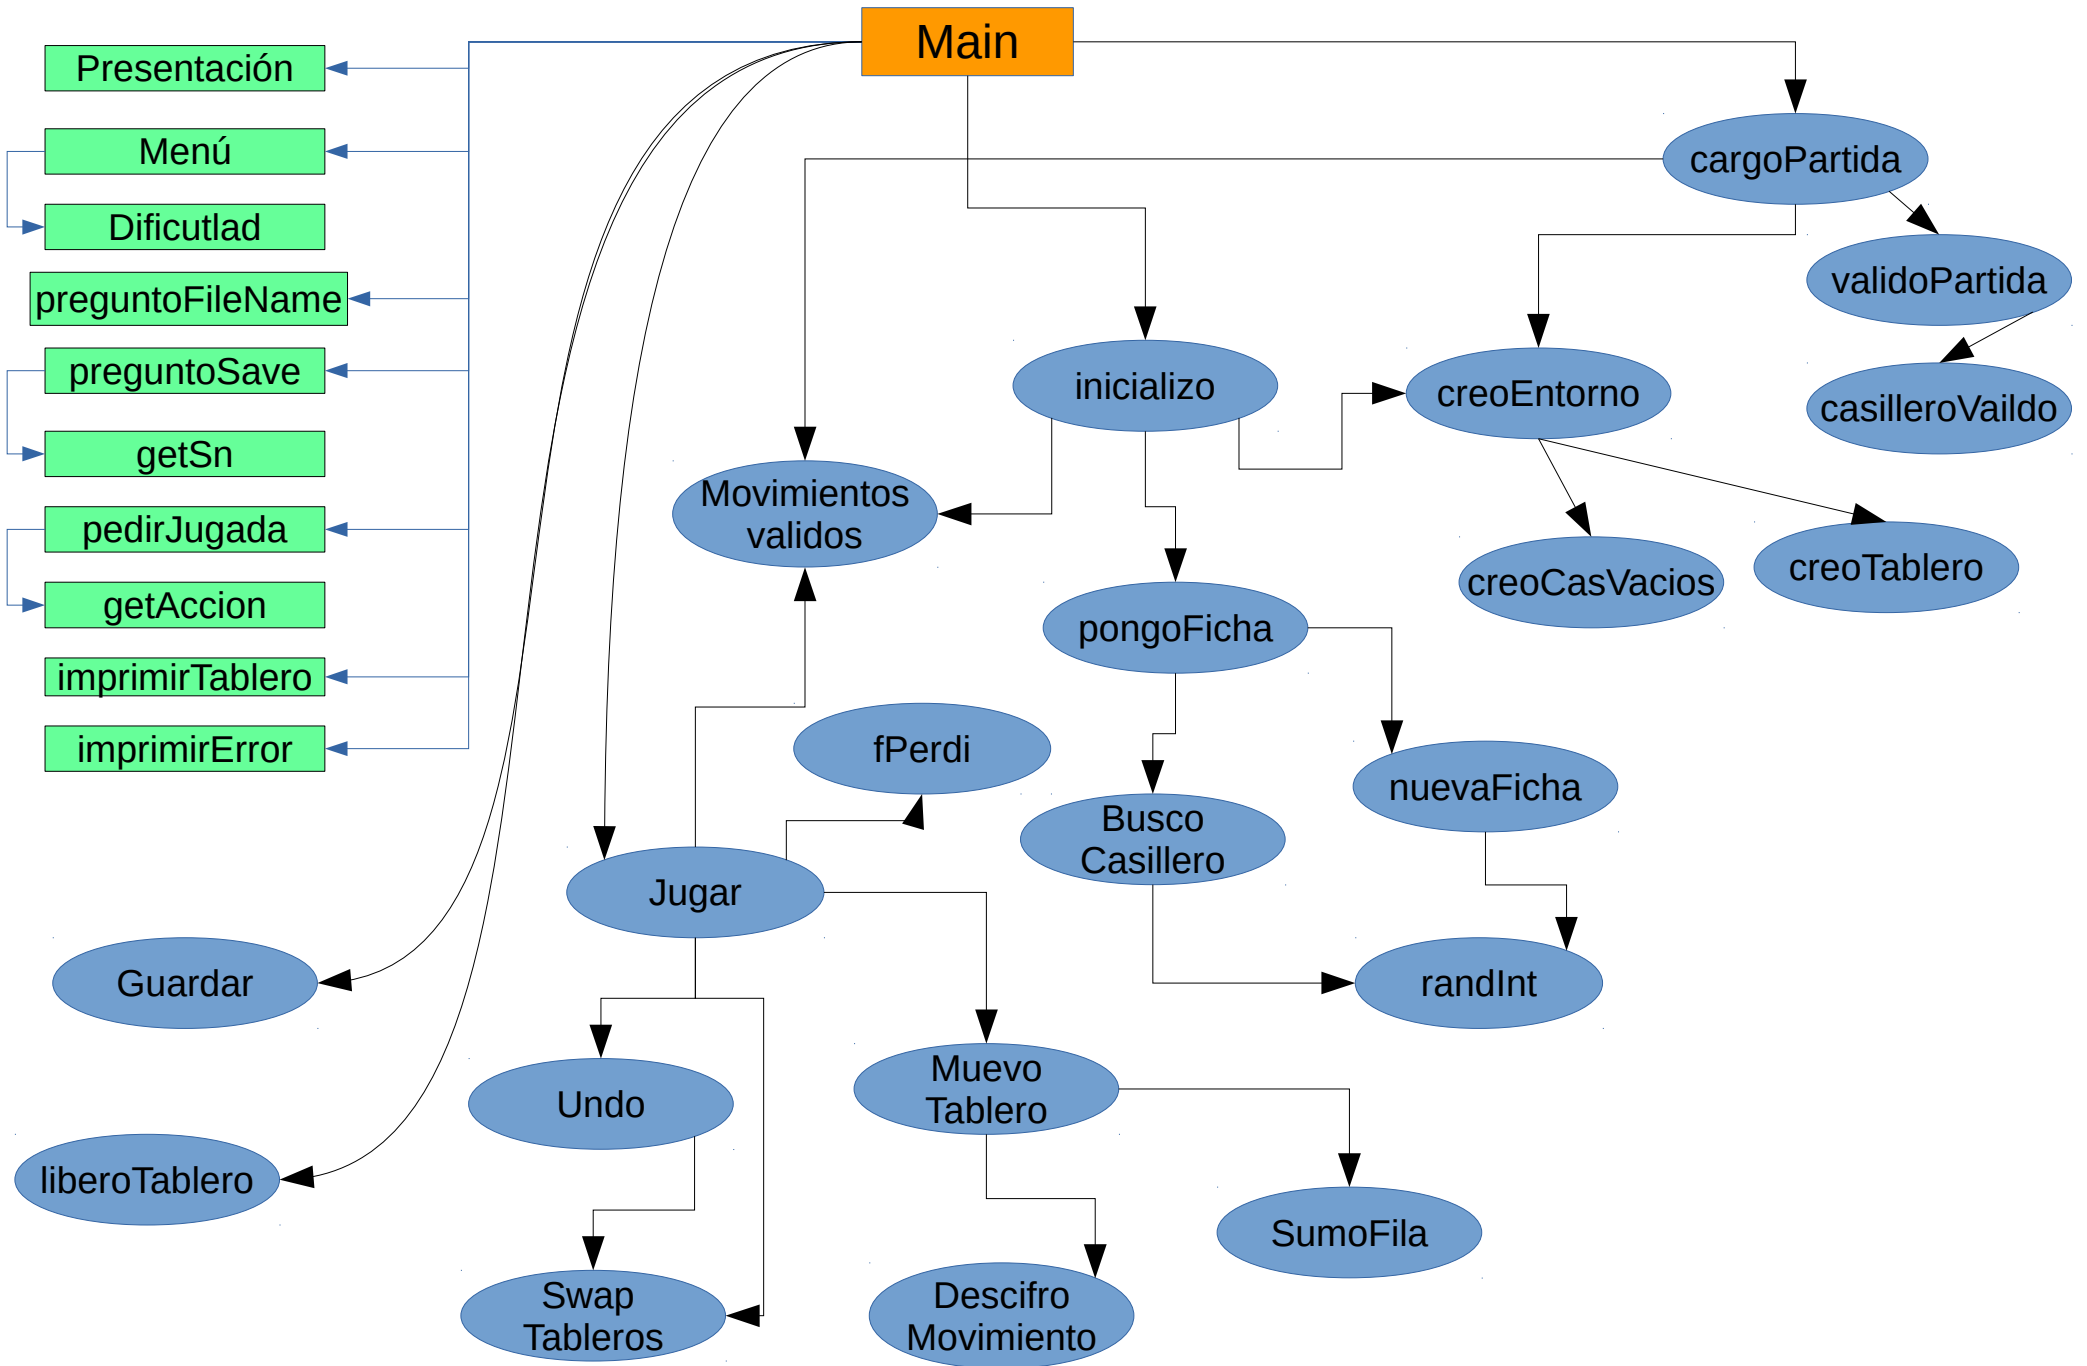 Main
Presentación
Menú
Dificutlad
preguntoFileName
preguntoSave
getSn
pedirJugada
getAccion
imprimirTablero
imprimirError
cargoPartida
validoPartida
casilleroVaildo
inicializo
creoEntorno
Movimientos
validos
creoCasVacios
creoTablero
pongoFicha
fPerdi
nuevaFicha
Busco
Casillero
Jugar
randInt
Guardar
Undo
Muevo
Tablero
liberoTablero
SumoFila
Swap
Tableros
Descifro
Movimiento